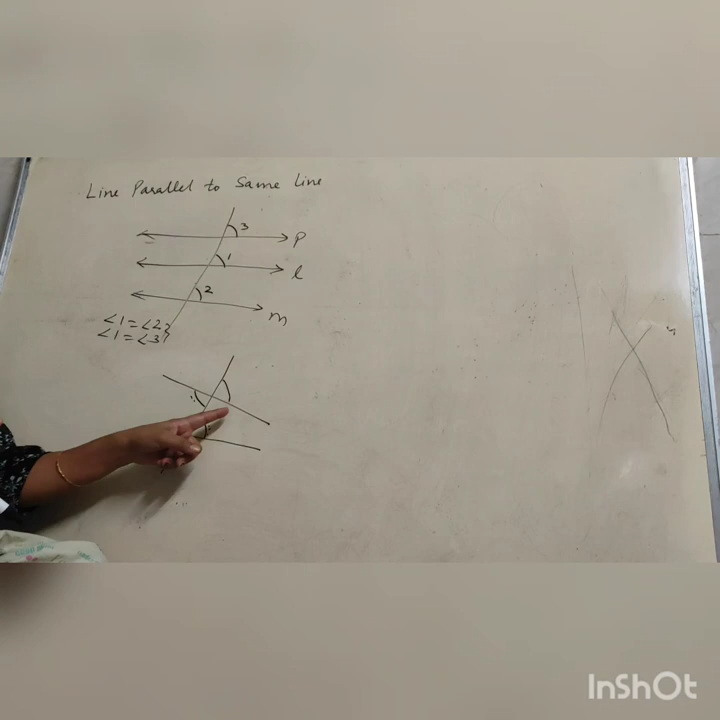 Line Parallel to Same Line
3
P
1
l
2
m
∠1 = ∠2}
∠1 = ∠3}
InShOt